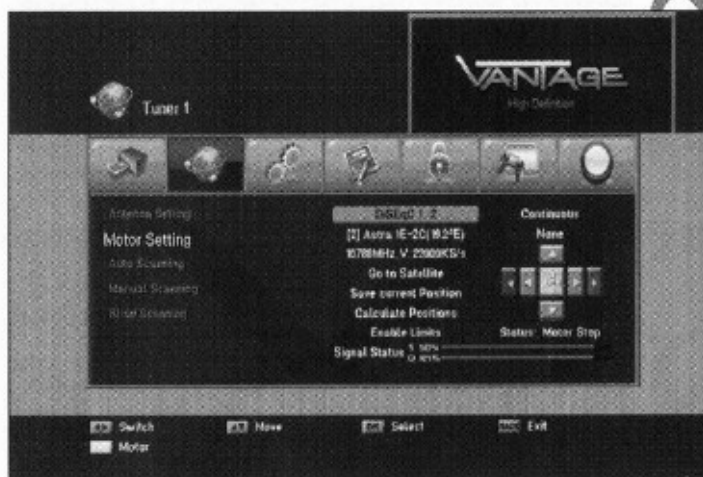 VANTAGE
High Definition
Tuner 1
Antenna Setting
Motor Setting
Auto Scanning
Manual Scanning
Blind Scanning
DiSEqC 1. 2
[2] Astra 1E-2C(19.2°E)
V
Go to Satellite
Save current Position
Calculate Positions
Enable Limits
Signal Status
Continuous
None
Status: Motor Stop
Switch
Move
Select
Exit
Motor